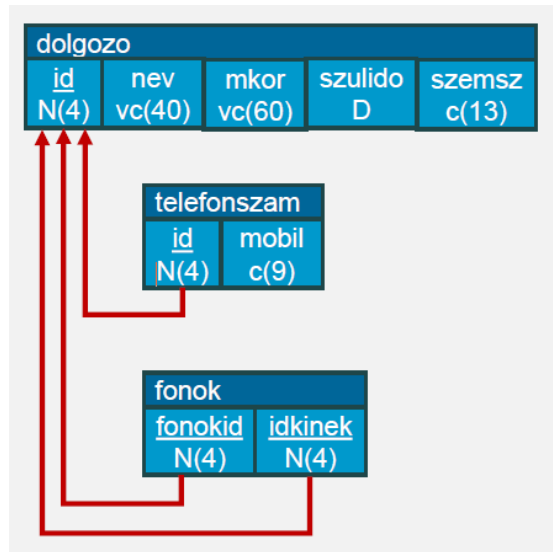 dolgozo
id nev mkor szulido szemsz
N(4) vc(40) vc(60) D c(13)
telefonszam
id mobil
N(4) c(9)
fonok
fonokid idkinek
N(4) N(4)